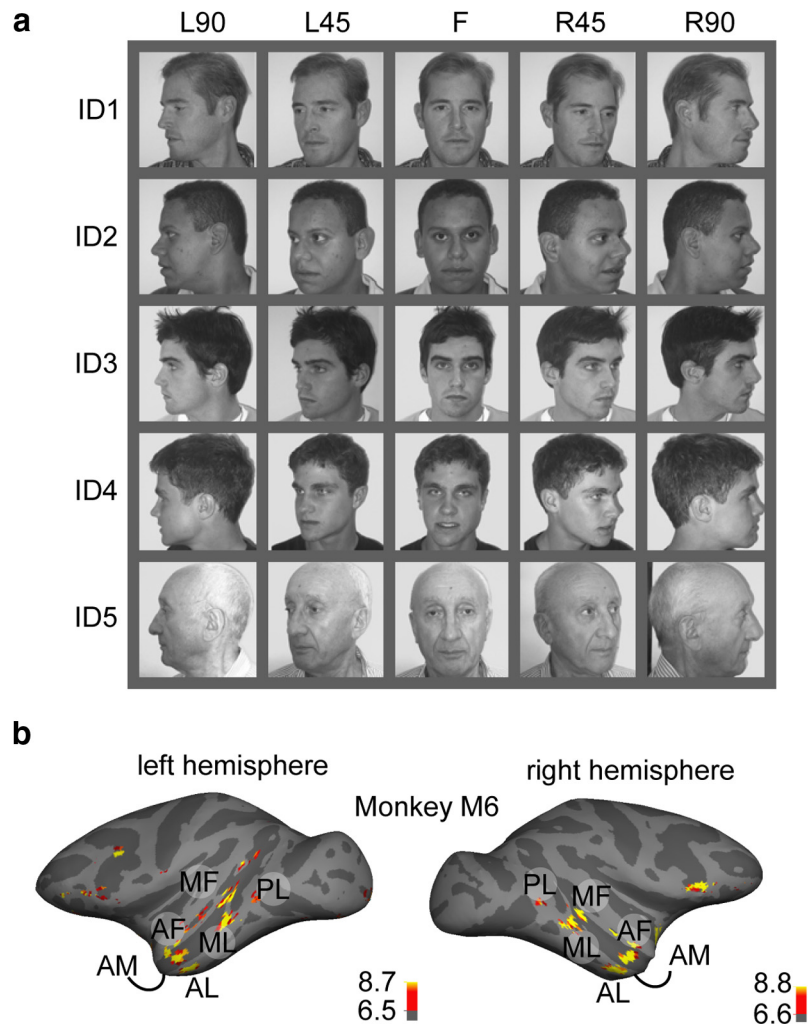 a
L90 L45 F R45 R90
ID1
ID2
ID3
ID4
ID5
b
left hemisphere
right hemisphere
Monkey M6
MF
PL
AF
ML
AM
AL
8.7
6.5
PL
MF
AF
ML
AM
AL
8.8
6.6